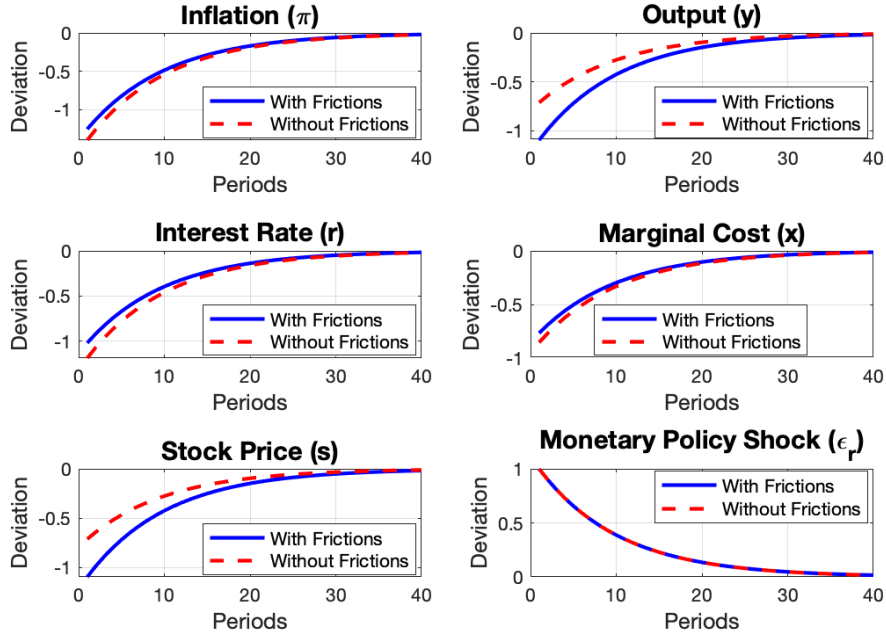 Inflation (π)
Deviation
0
-0.5
-1
With Frictions
Without Frictions
0 10 20 30 40
Periods
Output (y)
Deviation
0
-0.5
-1
With Frictions
Without Frictions
0 10 20 30 40
Periods
Interest Rate (r)
Deviation
0
-0.5
-1
With Frictions
Without Frictions
0 10 20 30 40
Periods
Marginal Cost (x)
Deviation
0
-0.5
-1
With Frictions
Without Frictions
0 10 20 30 40
Periods
Stock Price (s)
Deviation
0
-0.5
-1
With Frictions
Without Frictions
0 10 20 30 40
Periods
Monetary Policy Shock (ϵr)
Deviation
1
0.5
0
With Frictions
Without Frictions
0 10 20 30 40
Periods